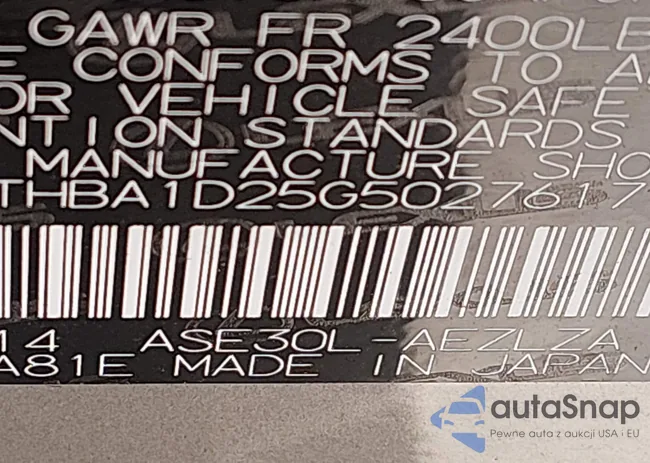 GAWR FR 2400LB
E CONFORMS TO A
OR VEHICLE SAFE
NTION STANDARDS
MANUFACTURE SHO
THBA1D25G5027617
14 ASE30L-AEZLZA
A81E MADE IN JAPAN
autaSnap
Pewne auta z aukcji USA i EU